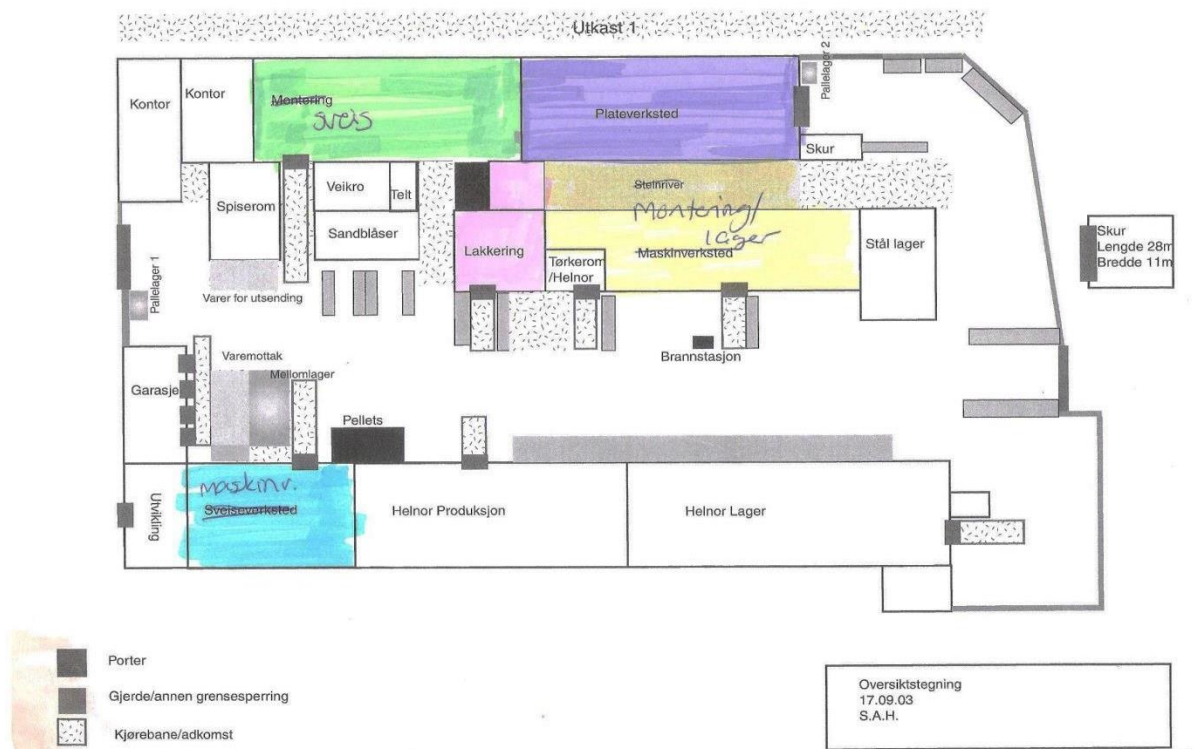 Utkast 1
Kontor
Kontor
Montering
sveis
Plateverksted
Pallelager 2
Skur
Spiserom
Veikro
Telt
Sandblåser
Steinriver
Montering/
lager
Lakkering
Tørkerom
/Helnor
Maskinverksted
Stål lager
Skur
Lengde 28m
Bredde 11m
Pallelager 1
Varer for utsending
Brannstasjon
Garasje
Varemottak
Mellomlager
Pellets
Utvikling
maskinv.
Sveiseverksted
Helnor Produksjon
Helnor Lager
Porter
Gjerde/annen grensesperring
Kjørebane/adkomst
Oversiktstegning
17.09.03
S.A.H.